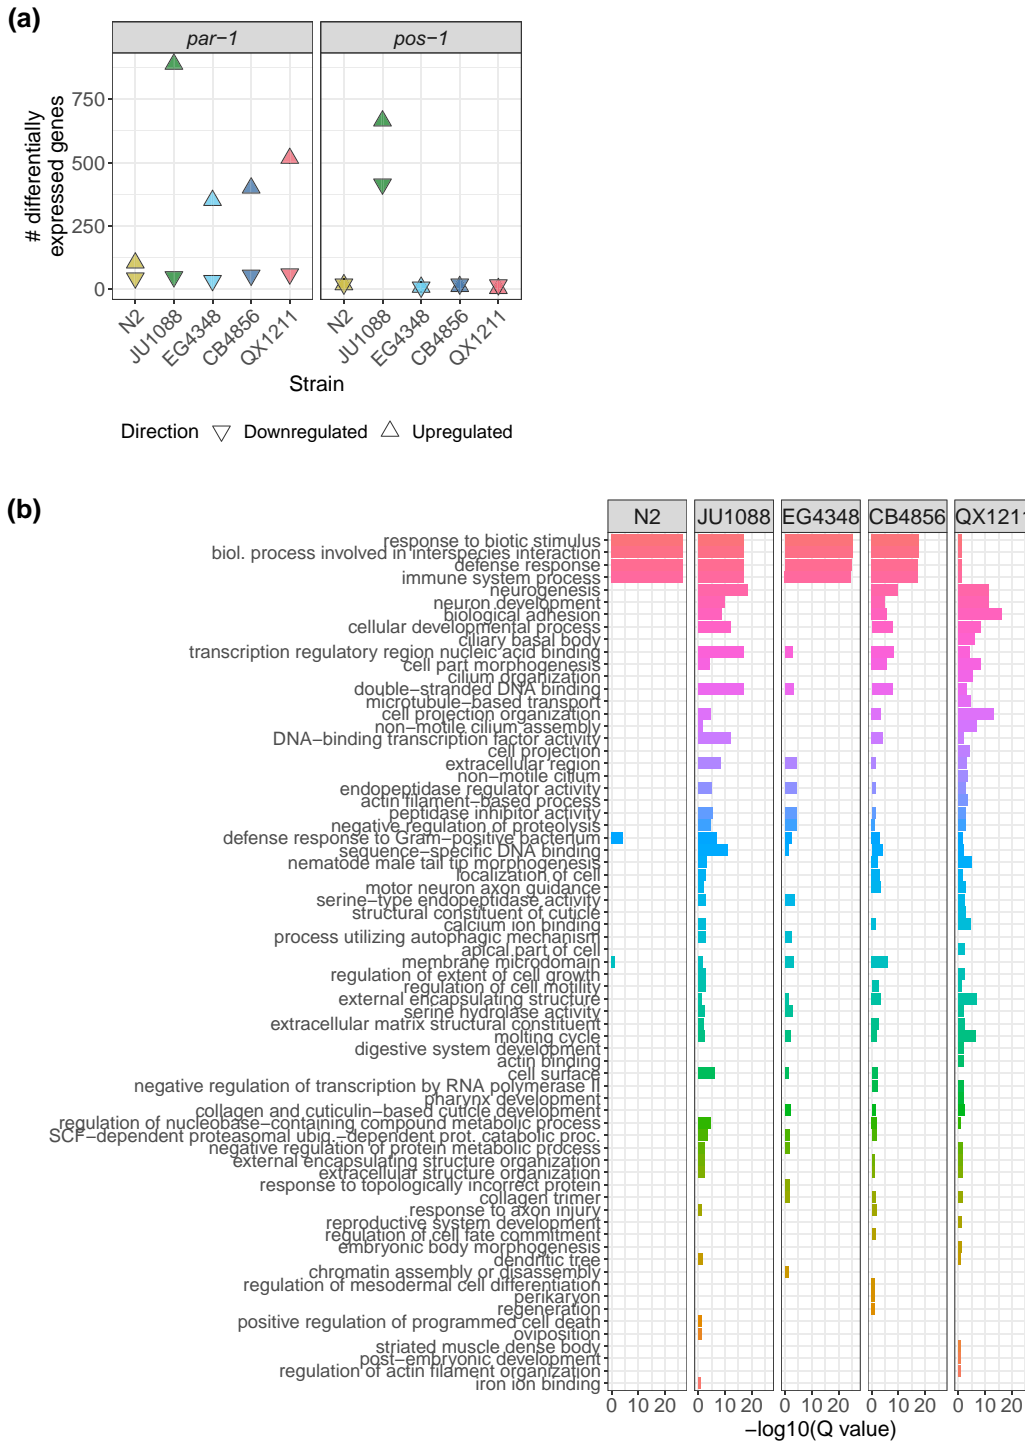 (a)
par−1 pos−1
# differentially
expressed genes
750
500
250
0
N2 JU1088 EG4348 CB4856 QX1211 N2 JU1088 EG4348 CB4856 QX1211
Strain
Direction Downregulated Upregulated
(b)
N2 JU1088 EG4348 CB4856 QX1211
response to biotic stimulus
biol. process involved in interspecies interaction
defense response
immune system process
neurogenesis
neuron development
biological adhesion
cellular developmental process
ciliary basal body
transcription regulatory region nucleic acid binding
cell part morphogenesis
cilium organization
double−stranded DNA binding
microtubule−based transport
cell projection organization
non−motile cilium assembly
DNA−binding transcription factor activity
cell projection
extracellular region
non−motile cilium
endopeptidase regulator activity
actin filament−based process
peptidase inhibitor activity
negative regulation of proteolysis
defense response to Gram−positive bacterium
sequence−specific DNA binding
nematode male tail tip morphogenesis
localization of cell
motor neuron axon guidance
serine−type endopeptidase activity
structural constituent of cuticle
calcium ion binding
process utilizing autophagic mechanism
apical part of cell
membrane microdomain
regulation of extent of cell growth
regulation of cell motility
external encapsulating structure
serine hydrolase activity
extracellular matrix structural constituent
molting cycle
digestive system development
actin binding
cell surface
negative regulation of transcription by RNA polymerase II
pharynx development
collagen and cuticulin−based cuticle development
regulation of nucleobase−containing compound metabolic process
SCF−dependent proteasomal ubiq.−dependent prot. catabolic proc.
negative regulation of protein metabolic process
external encapsulating structure organization
extracellular structure organization
response to topologically incorrect protein
collagen trimer
response to axon injury
reproductive system development
regulation of cell fate commitment
embryonic body morphogenesis
dendritic tree
chromatin assembly or disassembly
regulation of mesodermal cell differentiation
perikaryon
regeneration
positive regulation of programmed cell death
oviposition
striated muscle dense body
post−embryonic development
regulation of actin filament organization
iron ion binding
0 10 20 0 10 20 0 10 20 0 10 20 0 10 20
−log10(Q value)